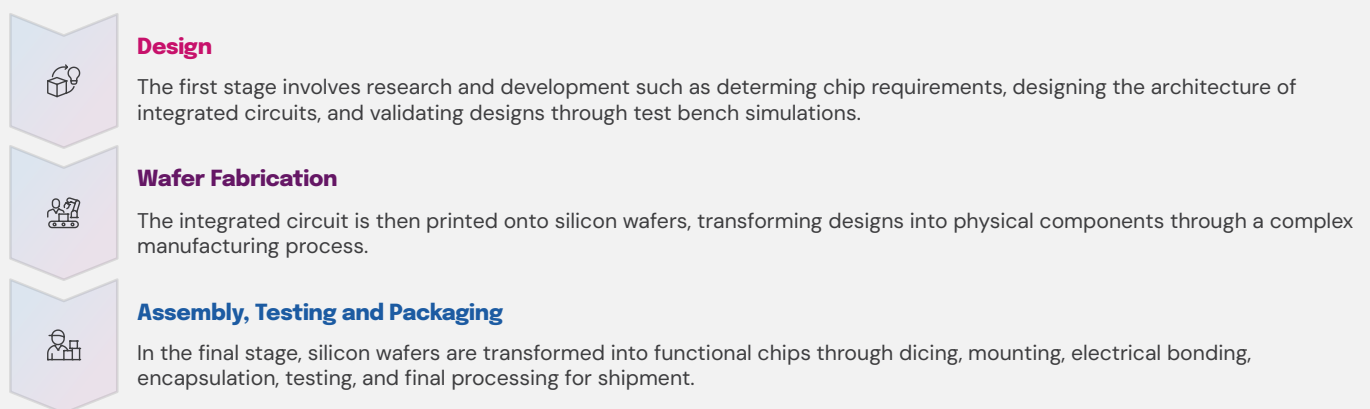 Design
The first stage involves research and development such as determing chip requirements, designing the architecture of
integrated circuits, and validating designs through test bench simulations.
Wafer Fabrication
The integrated circuit is then printed onto silicon wafers, transforming designs into physical components through a complex
manufacturing process.
Assembly, Testing and Packaging
In the final stage, silicon wafers are transformed into functional chips through dicing, mounting, electrical bonding,
encapsulation, testing, and final processing for shipment.